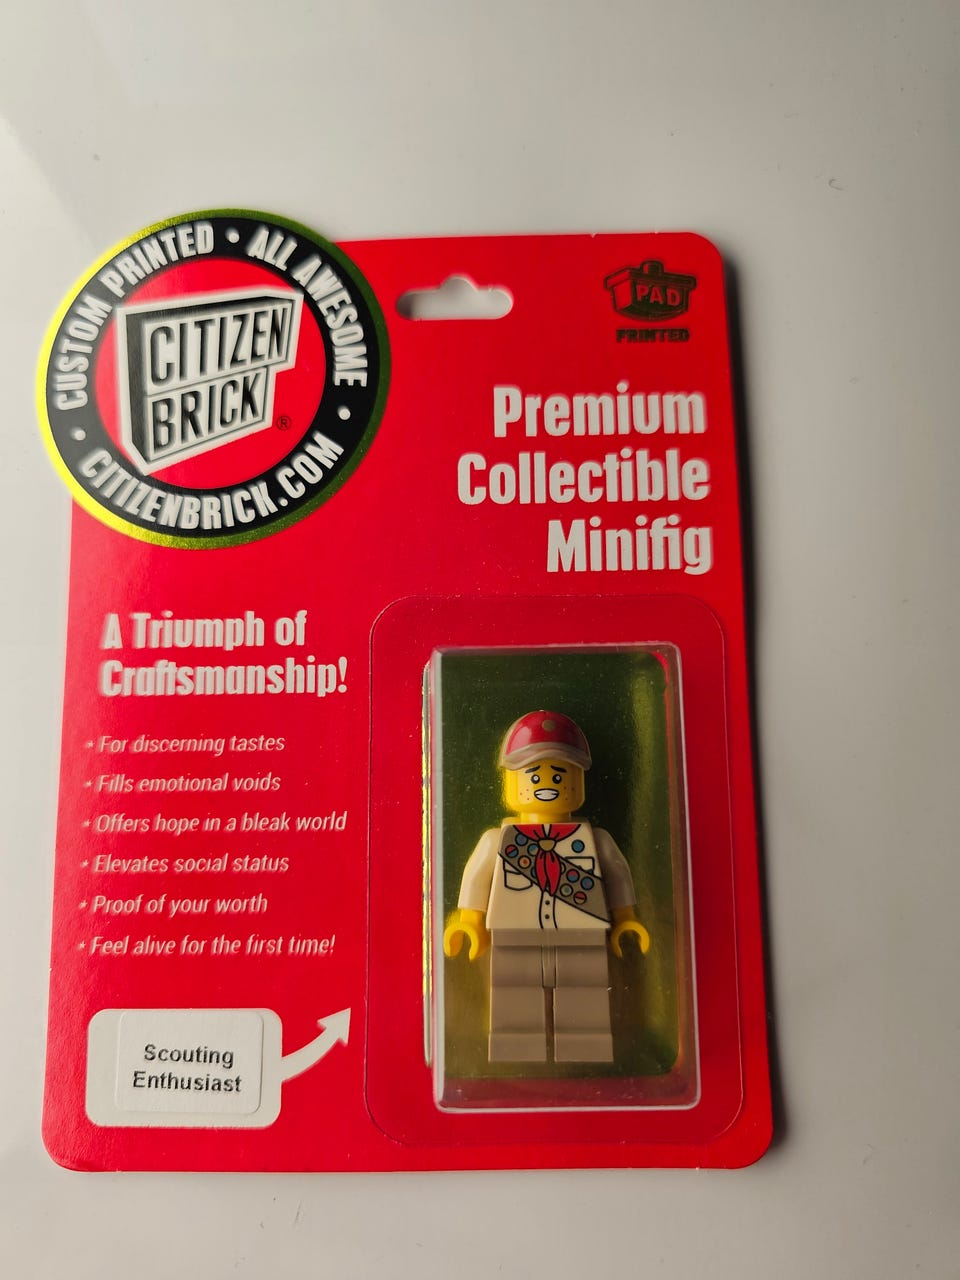 CUSTOM PRINTED • ALL AWESOME • CITIZENBRICK.COM •
CITIZEN
BRICK®
PAD
PRINTED
Premium
Collectible
Minifig
A Triumph of
Craftsmanship!
• For discerning tastes
• Fills emotional voids
• Offers hope in a bleak world
• Elevates social status
• Proof of your worth
• Feel alive for the first time!
Scouting
Enthusiast